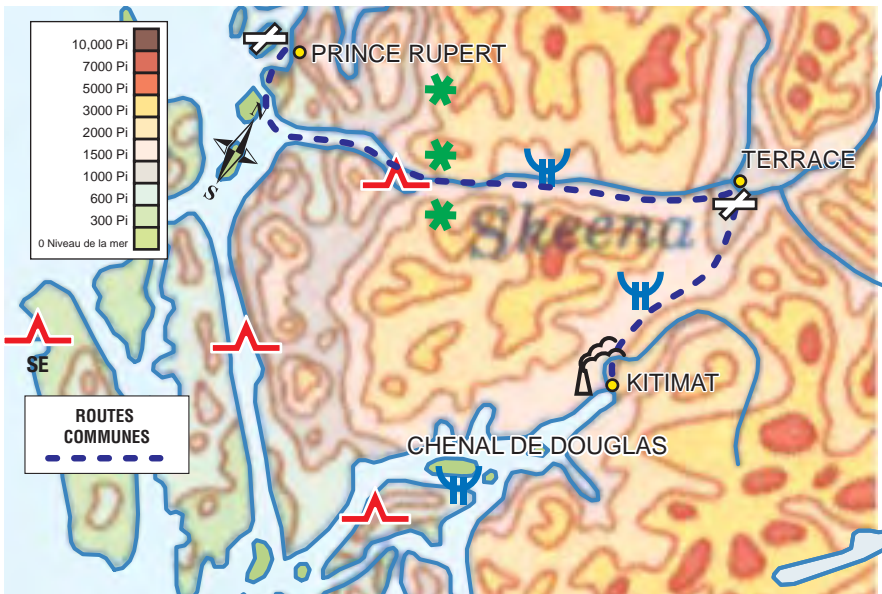 10,000 Pi
7000 Pi
5000 Pi
3000 Pi
2000 Pi
1500 Pi
1000 Pi
600 Pi
300 Pi
0 Niveau de la mer
PRINCE RUPERT
N
S
TERRACE
Skeena
SE
KITIMAT
ROUTES
COMMUNES
CHENAL DE DOUGLAS